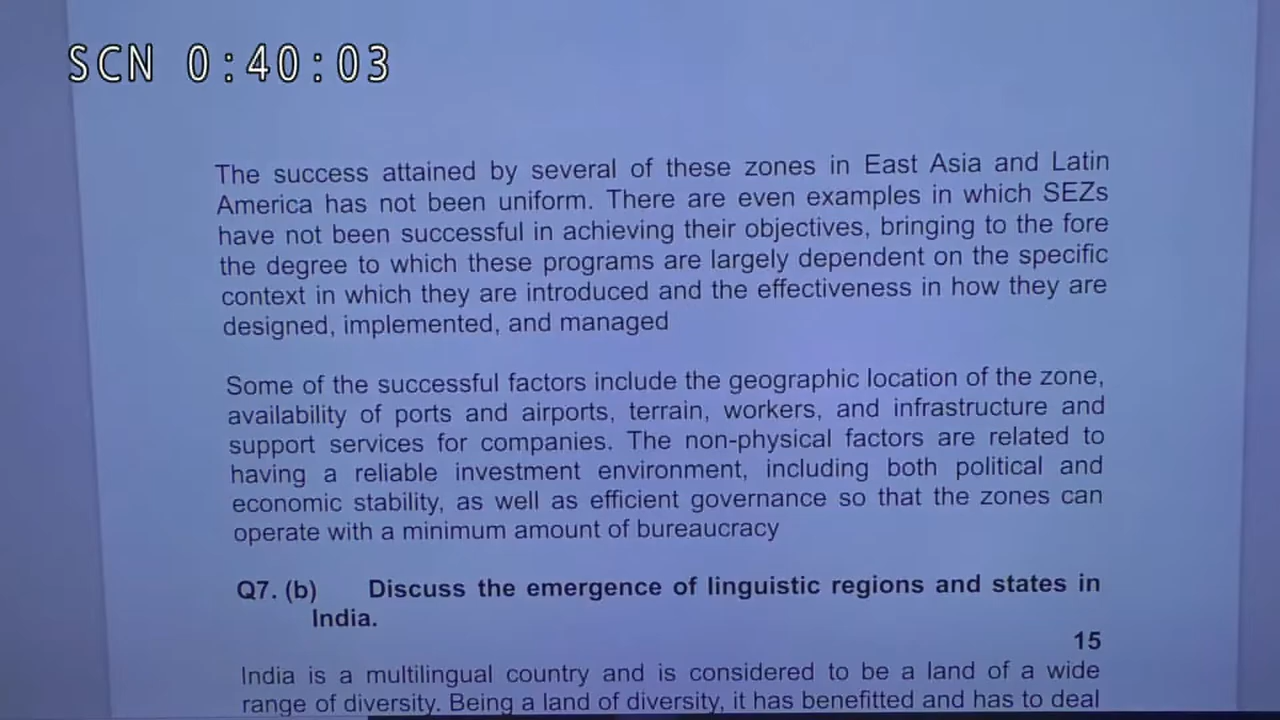 SCN 0:40:03
The success attained by several of these zones in East Asia and Latin
America has not been uniform. There are even examples in which SEZs
have not been successful in achieving their objectives, bringing to the fore
the degree to which these programs are largely dependent on the specific
context in which they are introduced and the effectiveness in how they are
designed, implemented, and managed
Some of the successful factors include the geographic location of the zone,
availability of ports and airports, terrain, workers, and infrastructure and
support services for companies. The non-physical factors are related to
having a reliable investment environment, including both political and
economic stability, as well as efficient governance so that the zones can
operate with a minimum amount of bureaucracy
Q7. (b) Discuss the emergence of linguistic regions and states in
India.
15
India is a multilingual country and is considered to be a land of a wide
range of diversity. Being a land of diversity, it has benefitted and has to deal